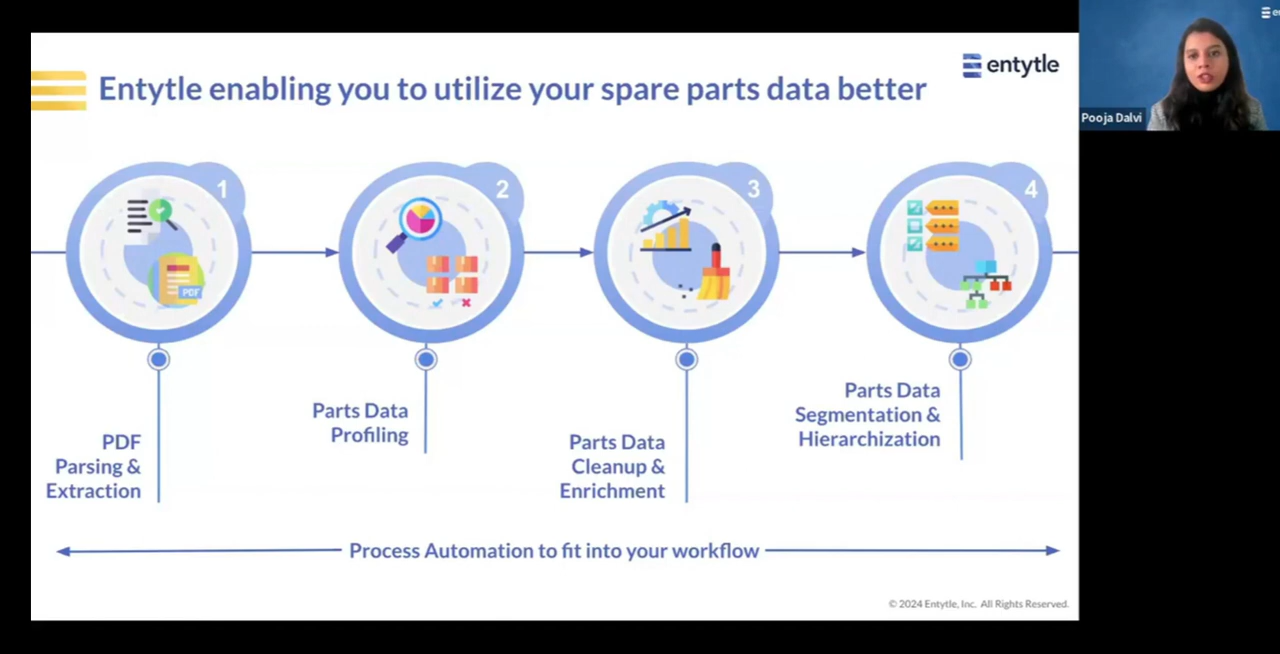 Entytle enabling you to utilize your spare parts data better
entytle
Pooja Dalvi
1
2
3
4
PDF
PDF
Parsing &
Extraction
Parts Data
Profiling
Parts Data
Cleanup &
Enrichment
Parts Data
Segmentation &
Hierarchization
Process Automation to fit into your workflow
© 2024 Entytle, Inc. All Rights Reserved.